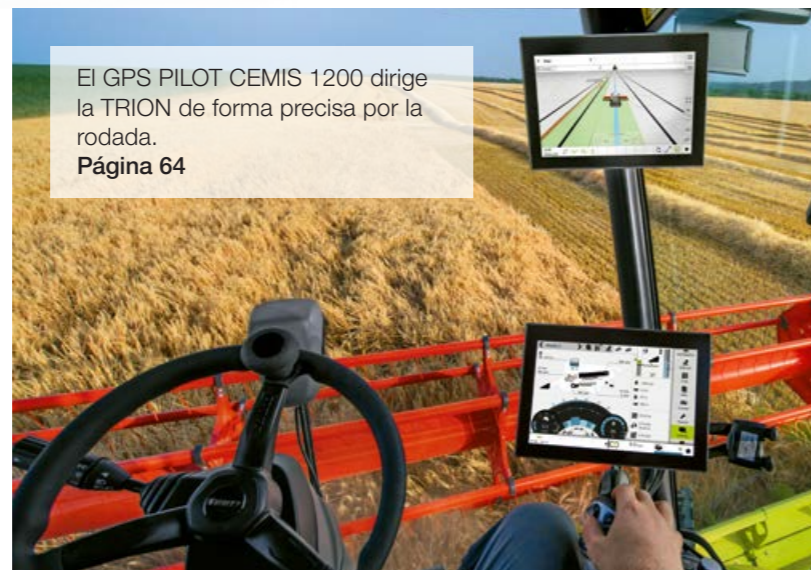 El GPS PILOT CEMIS 1200 dirige
la TRION de forma precisa por la
rodada.
Página 64